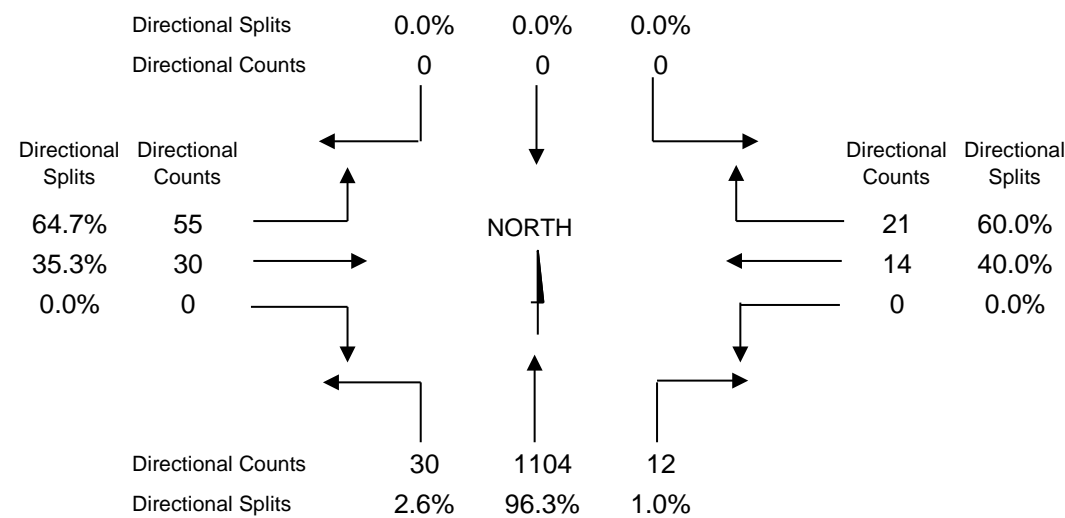 Directional Splits 0.0% 0.0% 0.0%
Directional Counts 0 0 0
Directional Splits Directional Counts Directional Counts Directional Splits
64.7% 55 21 60.0%
NORTH
35.3% 30 14 40.0%
0.0% 0 0 0.0%
Directional Counts 30 1104 12
Directional Splits 2.6% 96.3% 1.0%